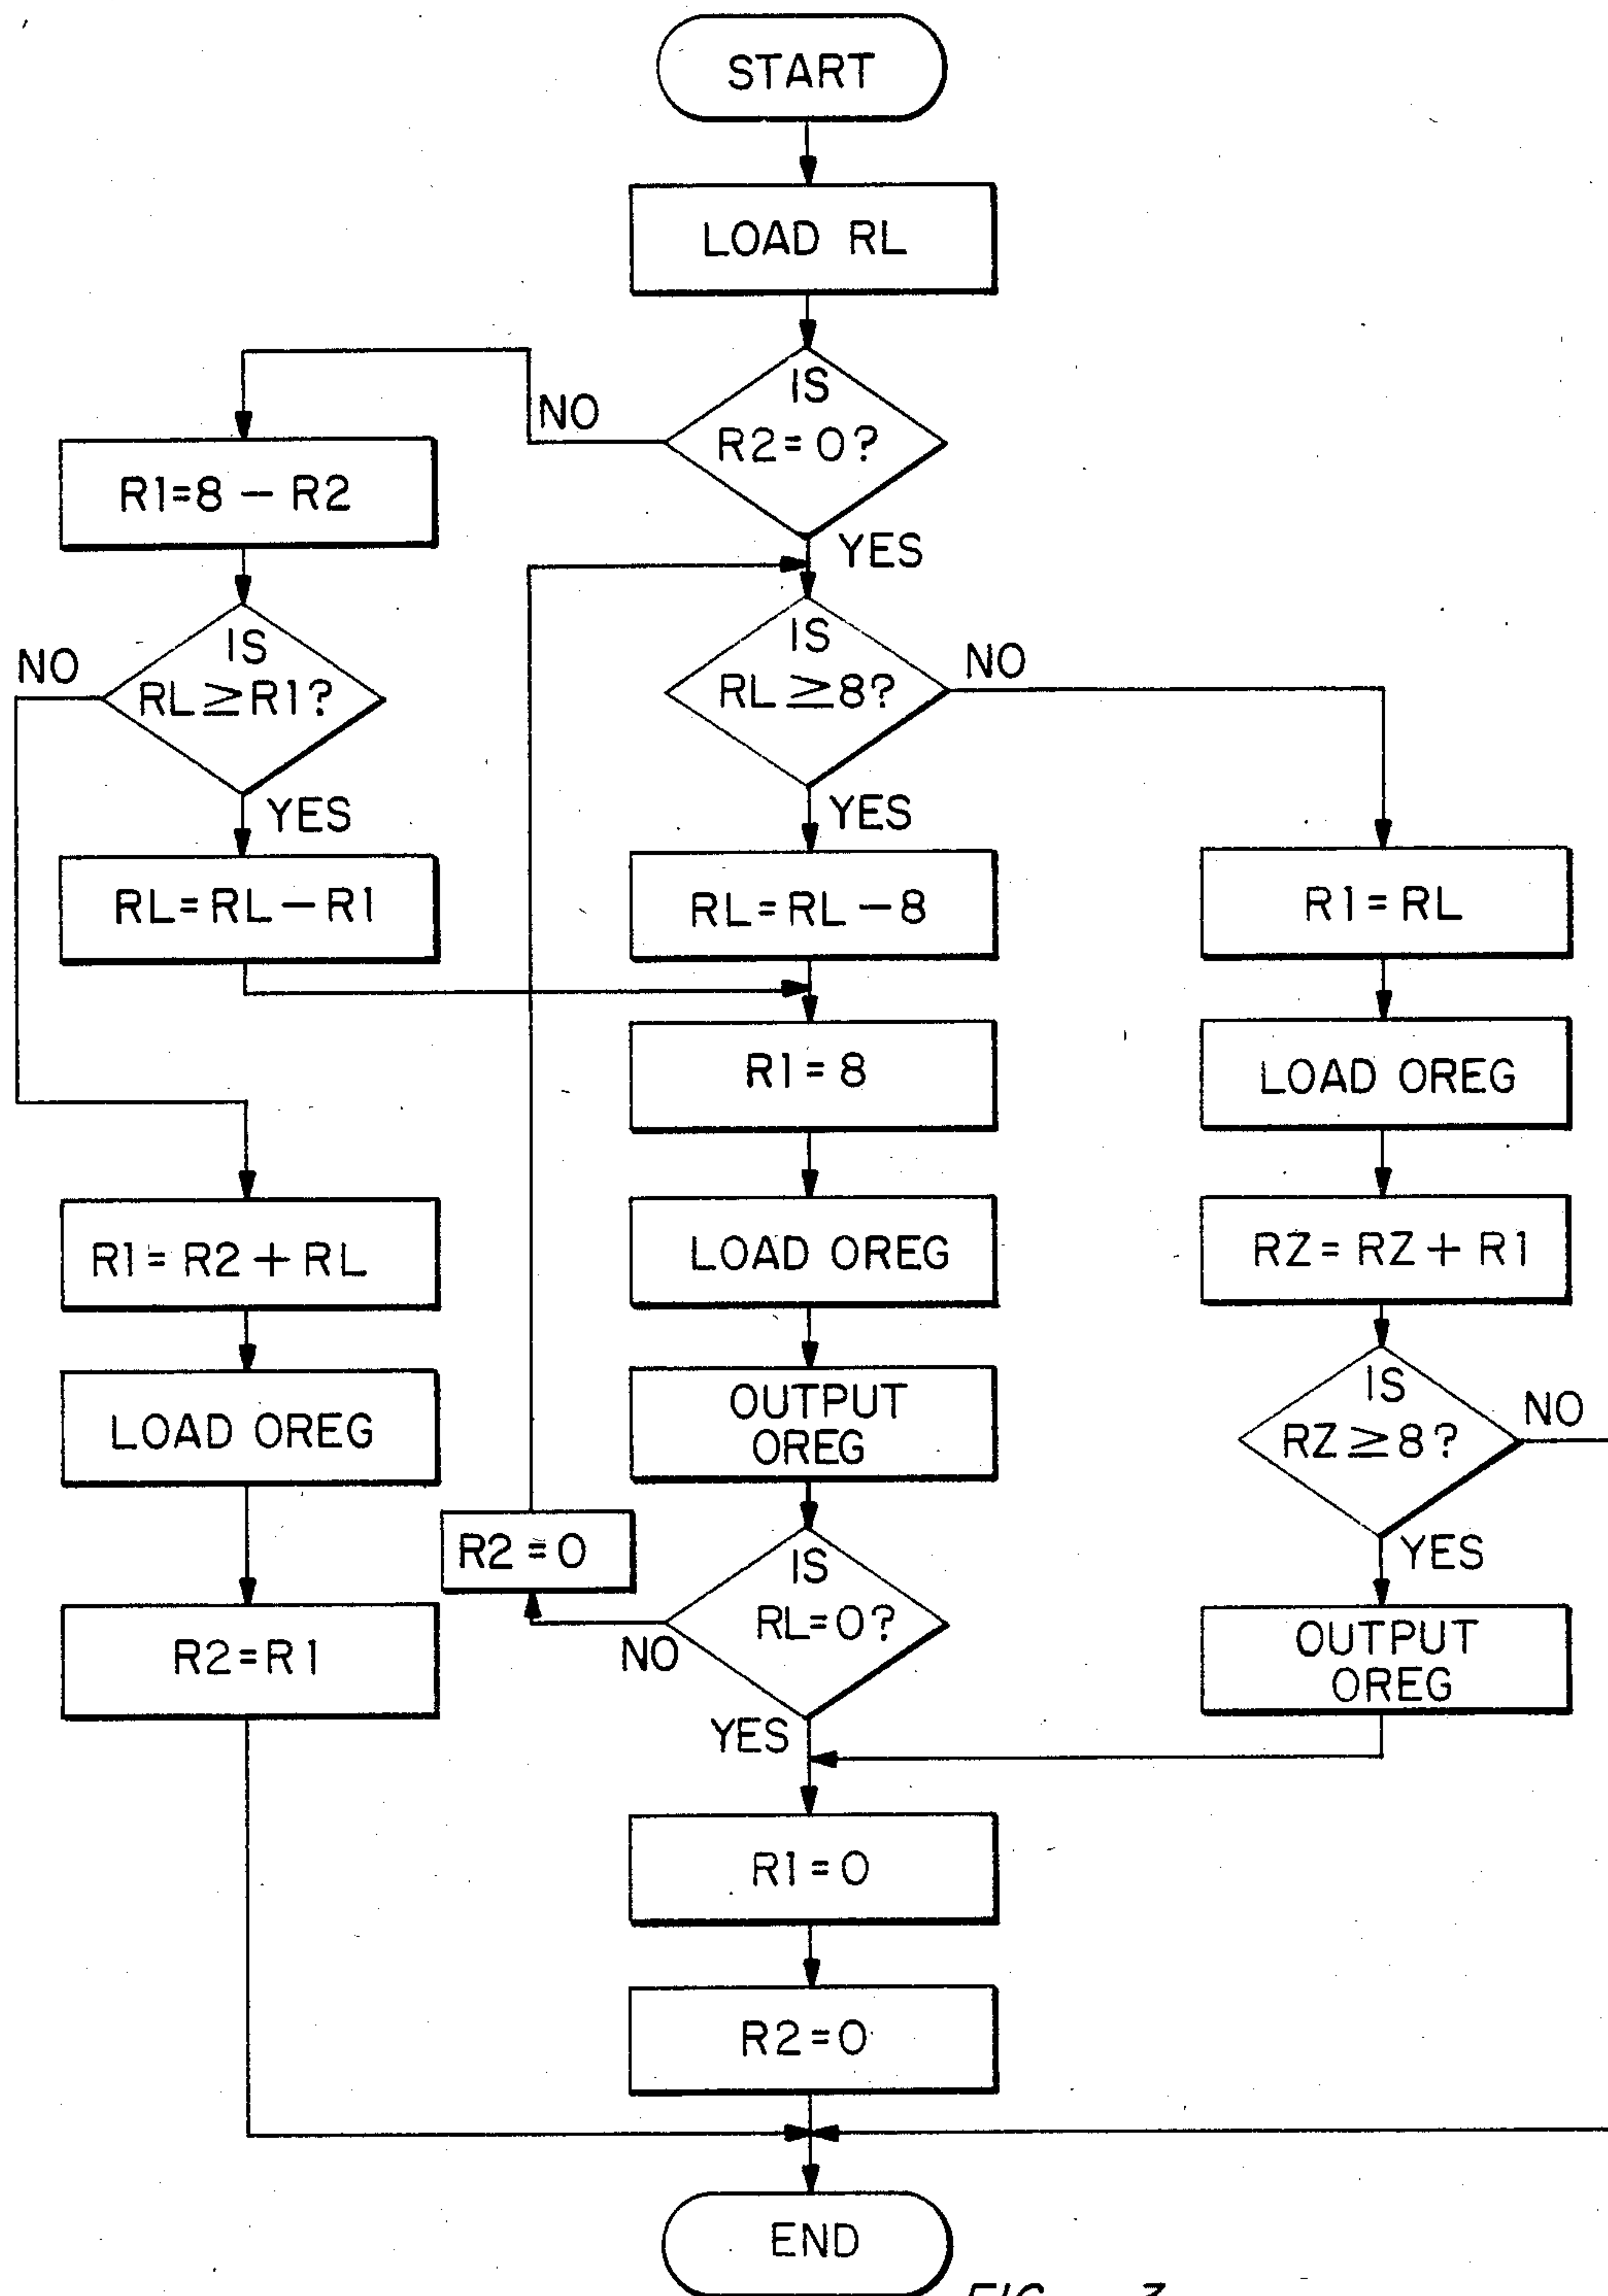 START
LOAD RL
IS
R2=0?
NO
YES
R1=8-R2
IS
RL≥R1?
NO
YES
RL=RL-R1
R1=R2+RL
LOAD OREG
R2=R1
IS
RL≥8?
NO
YES
RL=RL-8
R1=8
LOAD OREG
OUTPUT
OREG
IS
RL=0?
NO
YES
R2=0
R1=0
R2=0
R1=RL
LOAD OREG
RZ=RZ+R1
IS
RZ≥8?
NO
YES
OUTPUT
OREG
END